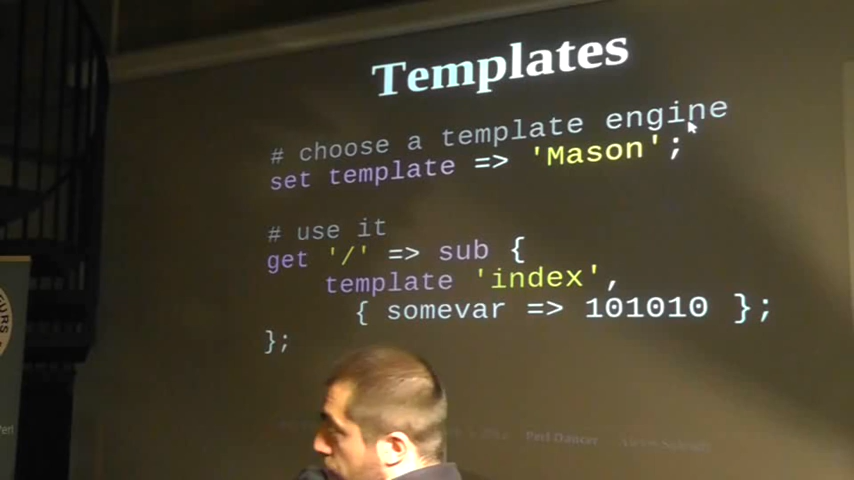 Templates
# choose a template engine
set template => 'Mason';
# use it
get '/' => sub {
template 'index',
{ somevar => 101010 };
};
Perl Dancer